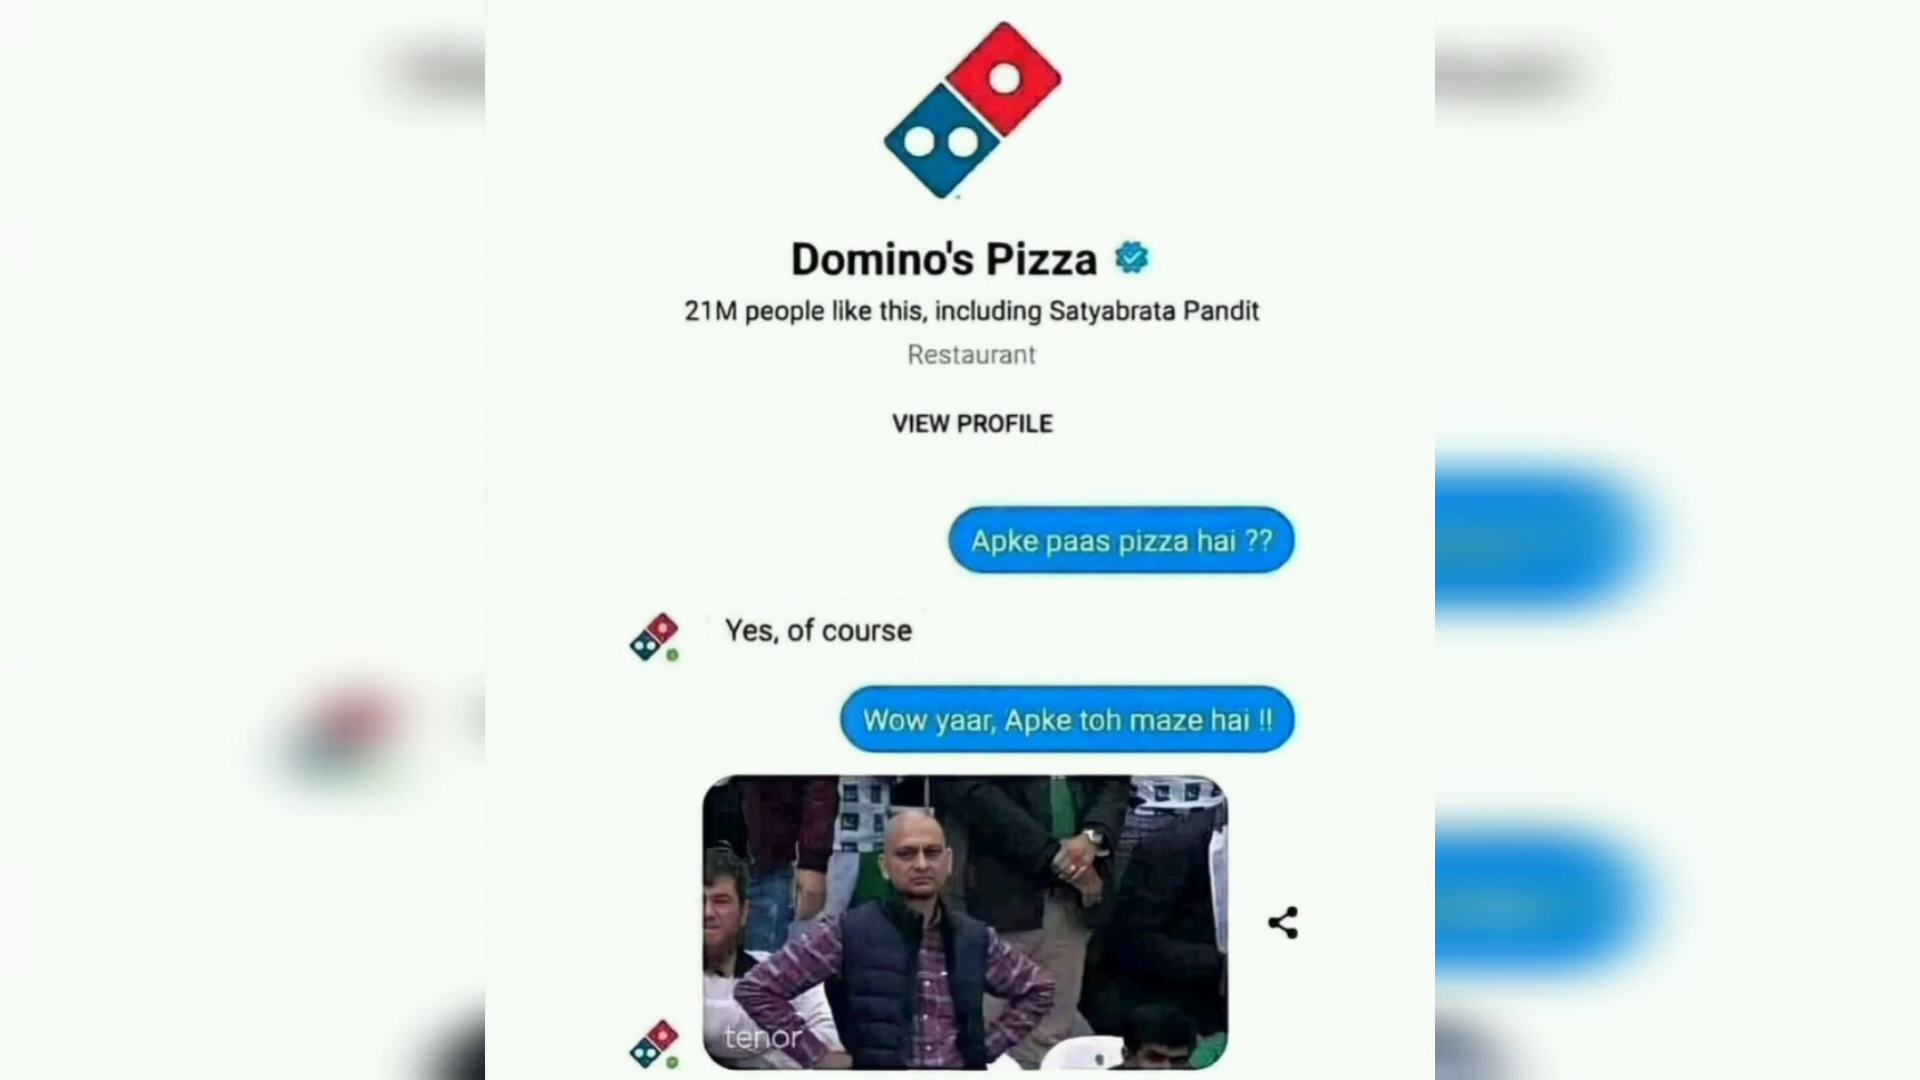 Domino's Pizza
21M people like this, including Satyabrata Pandit
Restaurant
VIEW PROFILE
Apke paas pizza hai ??
Yes, of course
Wow yaar, Apke toh maze hai !!
tenor